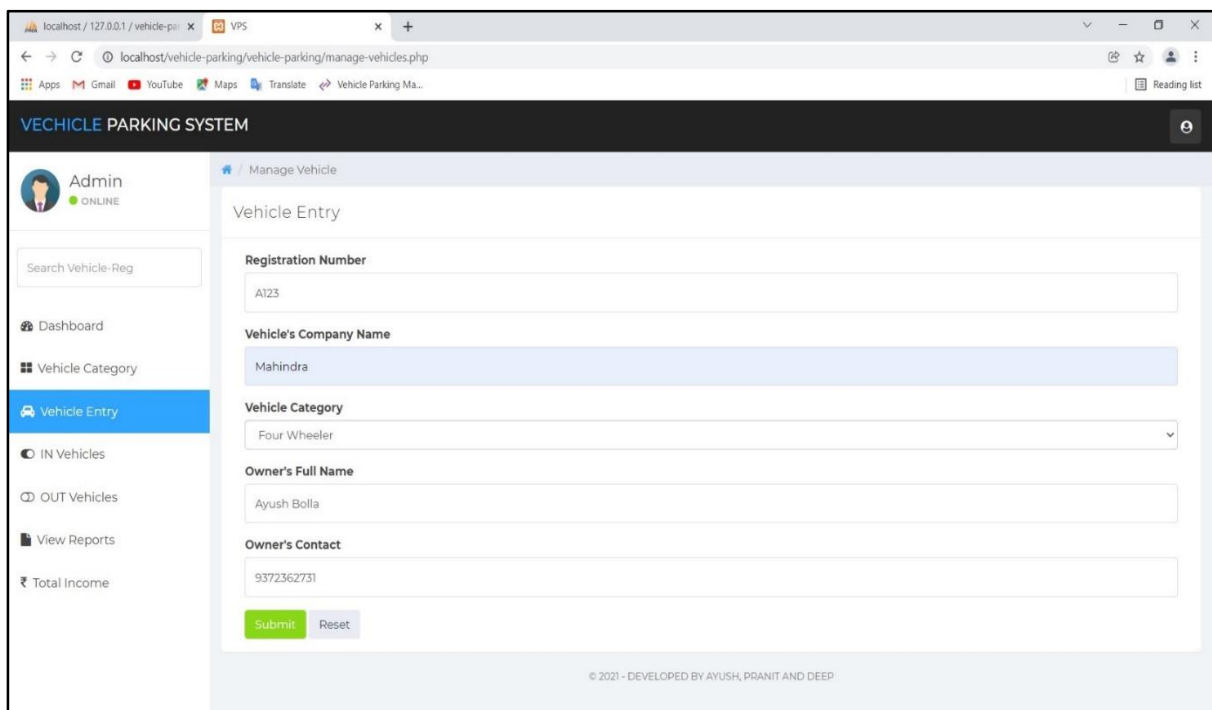 localhost / 127.0.0.1 / vehicle-par
VPS
localhost/vehicle-parking/vehicle-parking/manage-vehicles.php
Apps Gmail YouTube Maps Translate Vehicle Parking Ma... Reading list
VECHICLE PARKING SYSTEM
Admin
ONLINE
Search Vehicle-Reg
Dashboard
Vehicle Category
Vehicle Entry
IN Vehicles
OUT Vehicles
View Reports
₹ Total Income
/ Manage Vehicle
Vehicle Entry
Registration Number
A123
Vehicle's Company Name
Mahindra
Vehicle Category
Four Wheeler
Owner's Full Name
Ayush Bolla
Owner's Contact
9372362731
Submit Reset
© 2021 - DEVELOPED BY AYUSH, PRANIT AND DEEP